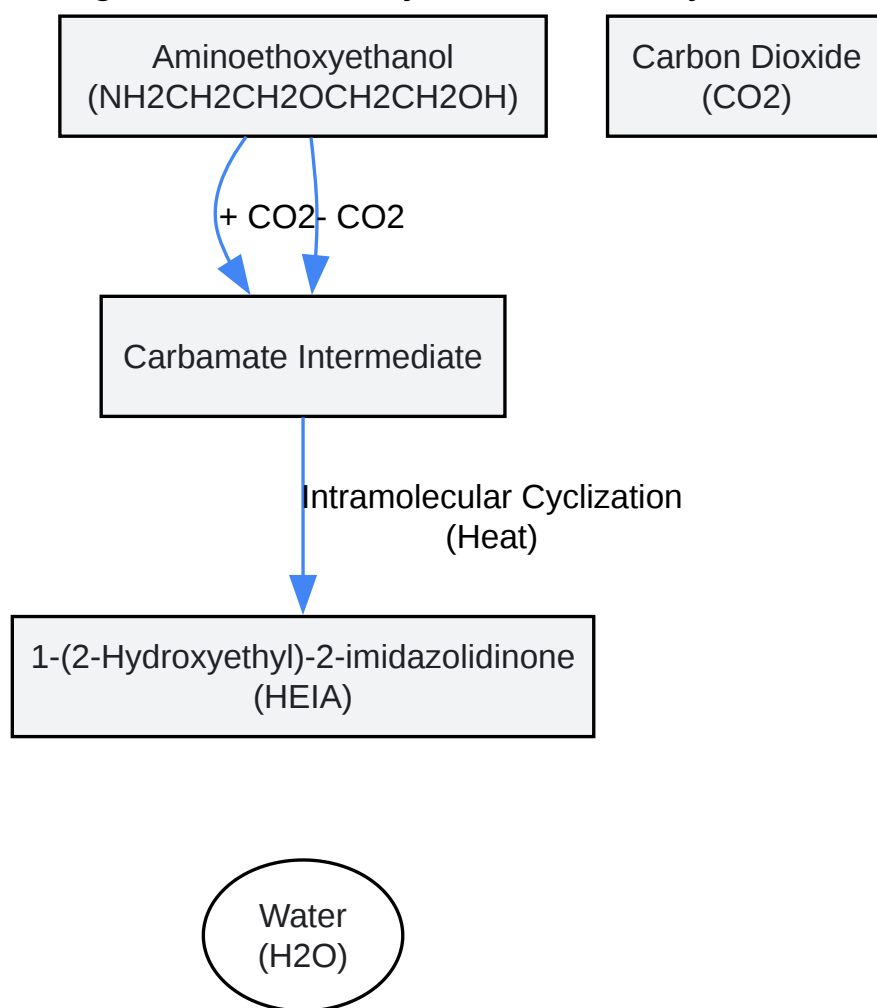 Aminoethoxyethanol
(NH2CH2CH2OCH2CH2OH)
Carbon Dioxide
(CO2)
+ CO2
- CO2
Carbamate Intermediate
Intramolecular Cyclization
(Heat)
1-(2-Hydroxyethyl)-2-imidazolidinone
(HEIA)
Water
(H2O)